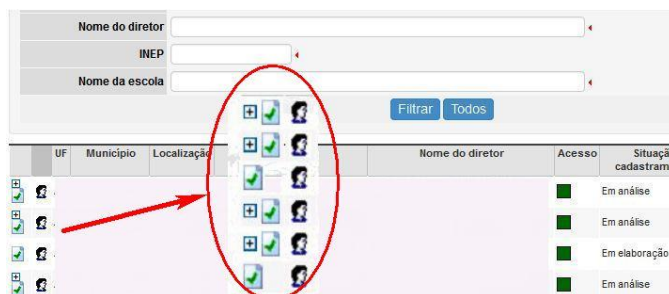 Nome do diretor
INEP
Nome da escola
Filtrar Todos
UF Município Localização Nome do diretor Acesso Situaçã
cadastram
Em análise
Em análise
Em elaboração
Em análise